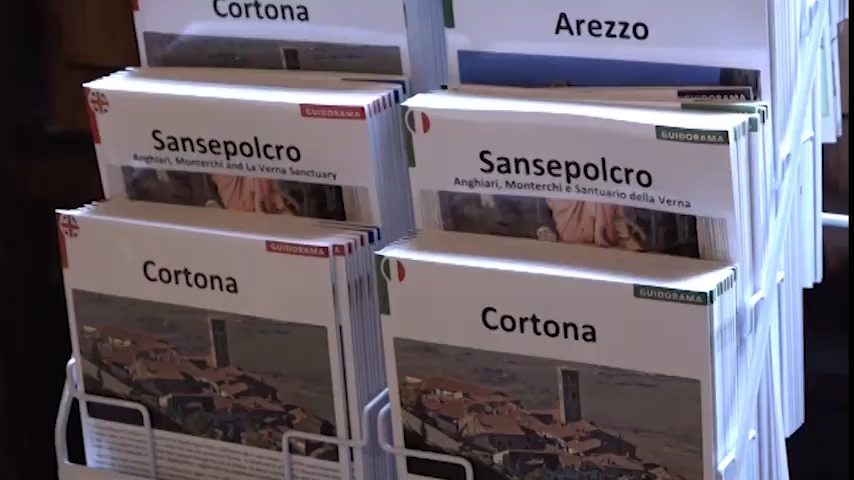 Cortona
Arezzo
GUIDORAMA
GUIDORAMA
Sansepolcro
Anghiari, Monterchi and La Verna Sanctuary
GUIDORAMA
Sansepolcro
Anghiari, Monterchi e Santuario della Verna
GUIDORAMA
Cortona
GUIDORAMA
Cortona